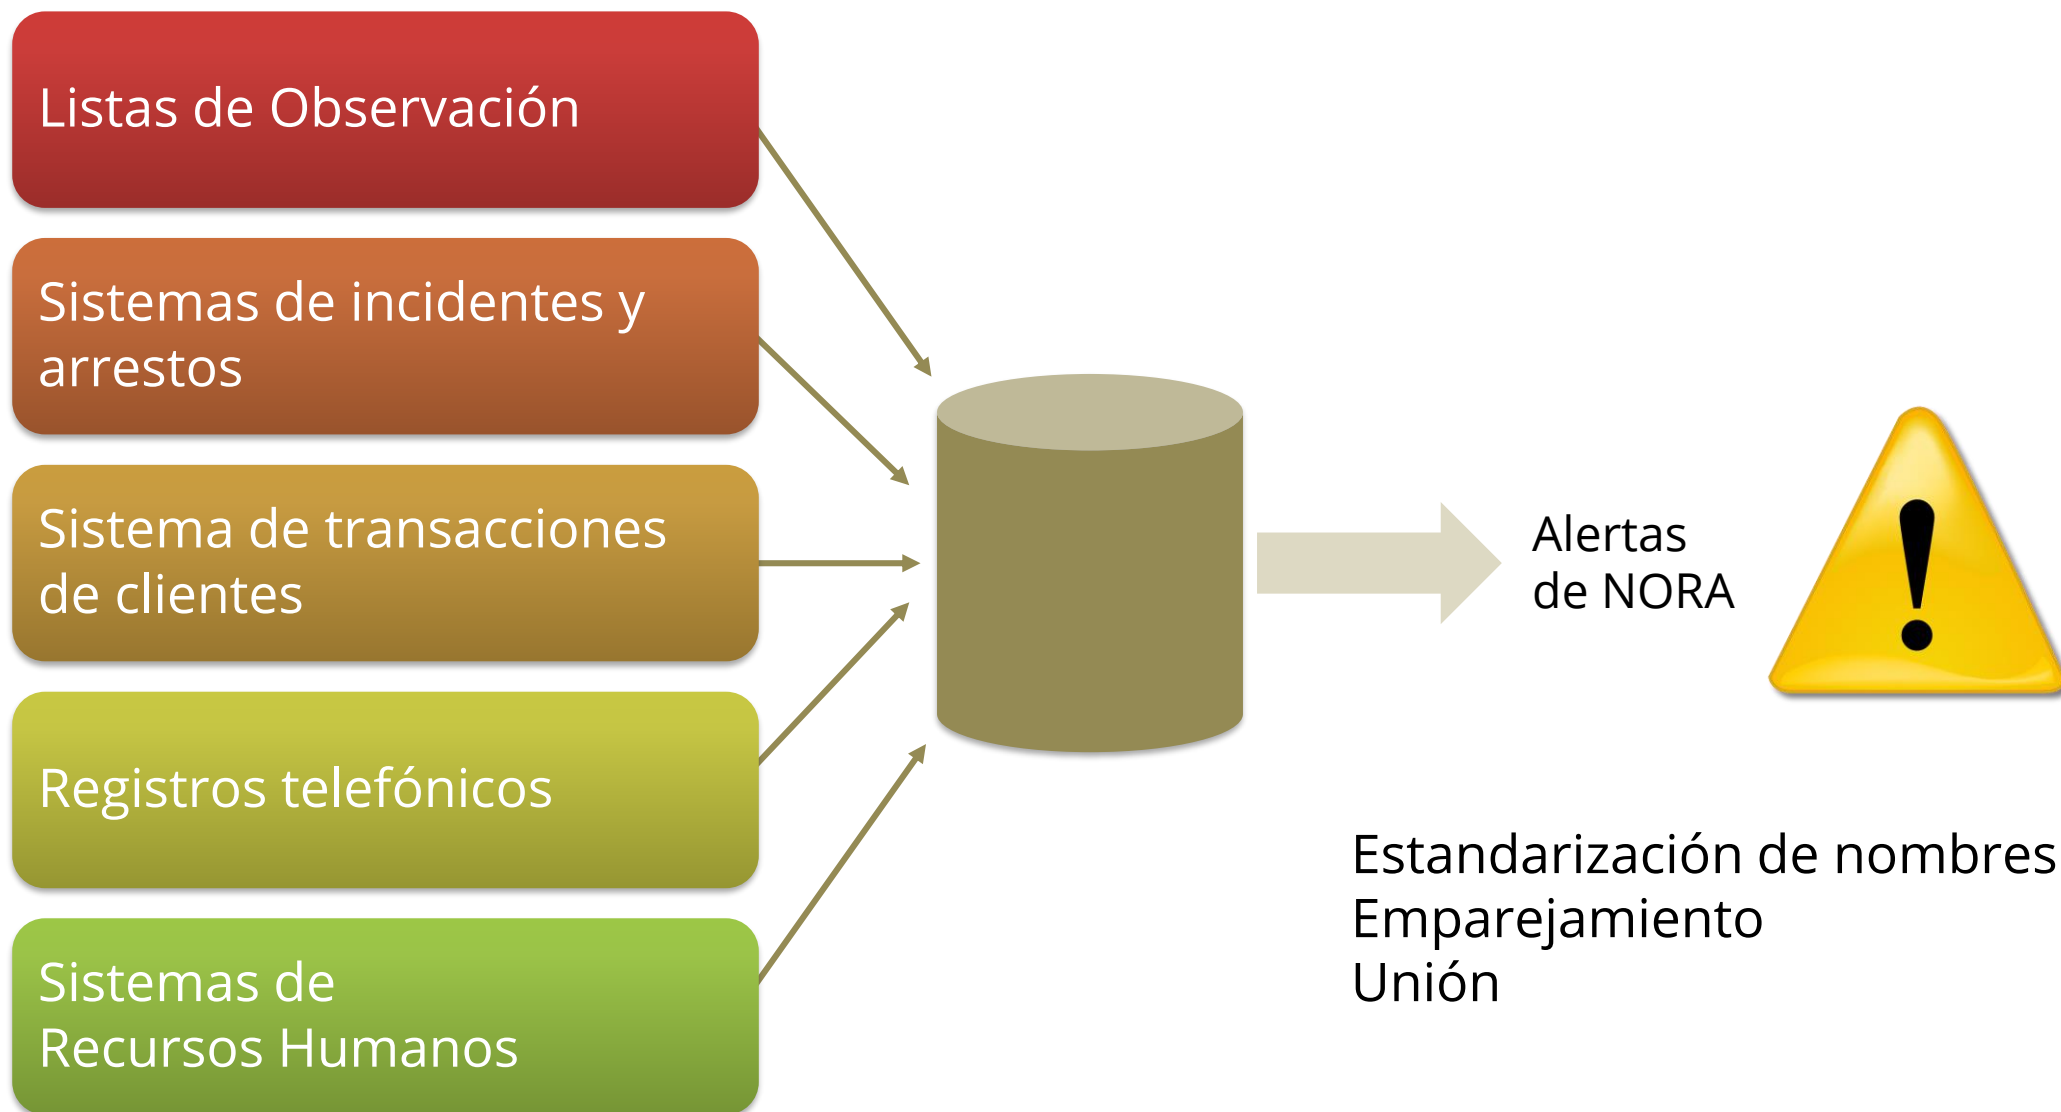 Listas de Observación
Sistemas de incidentes y
arrestos
Sistema de transacciones
de clientes
Registros telefónicos
Sistemas de
Recursos Humanos
Alertas
de NORA
Estandarización de nombres
Emparejamiento
Unión